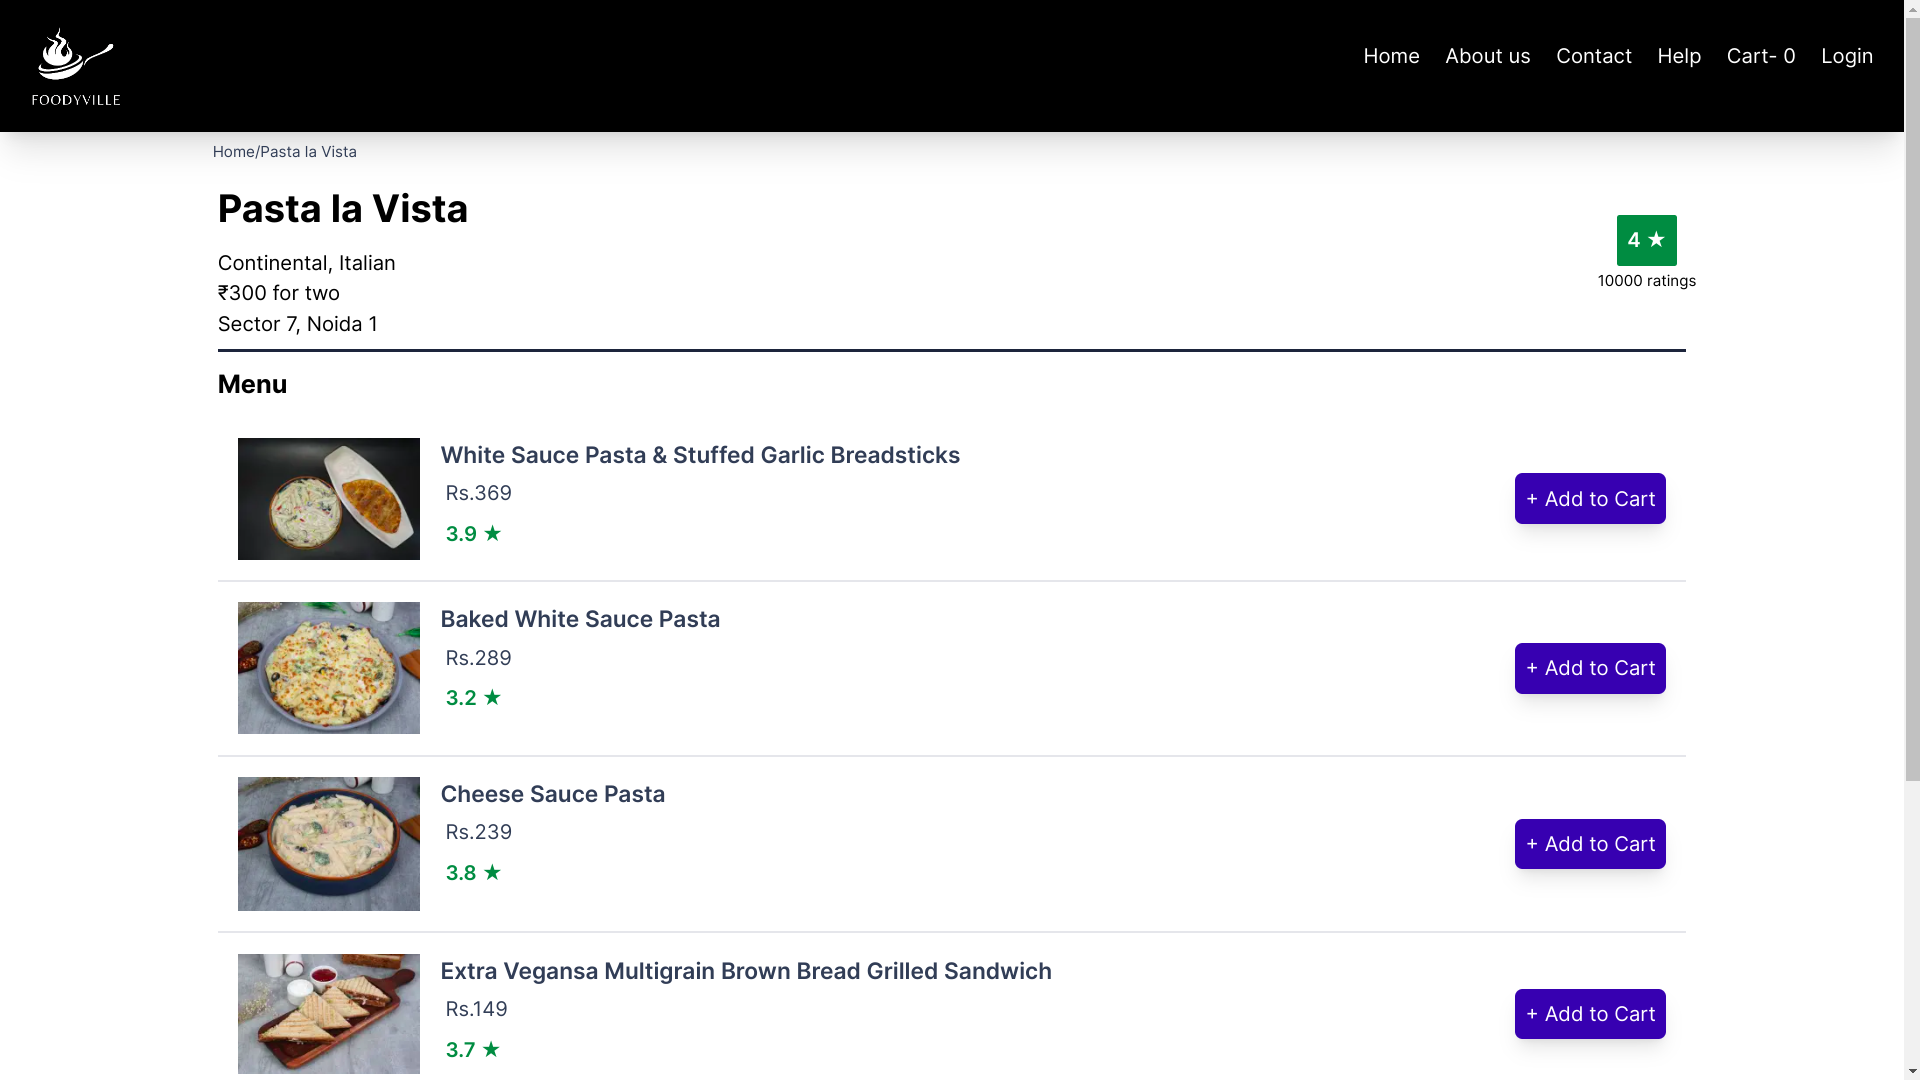 FOODYVILLE
Home About us Contact Help Cart- 0 Login
Home/Pasta la Vista
Pasta la Vista
Continental, Italian
₹300 for two
Sector 7, Noida 1
4 ★
10000 ratings
Menu
White Sauce Pasta & Stuffed Garlic Breadsticks
Rs.369
3.9 ★
+ Add to Cart
Baked White Sauce Pasta
Rs.289
3.2 ★
+ Add to Cart
Cheese Sauce Pasta
Rs.239
3.8 ★
+ Add to Cart
Extra Vegansa Multigrain Brown Bread Grilled Sandwich
Rs.149
3.7 ★
+ Add to Cart